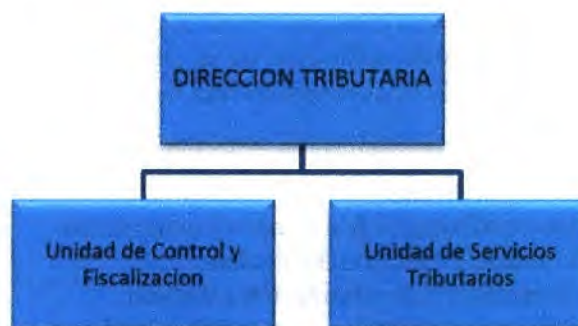 DIRECCION TRIBUTARIA
Unidad de Control y
Fiscalizacion
Unidad de Servicios
Tributarios